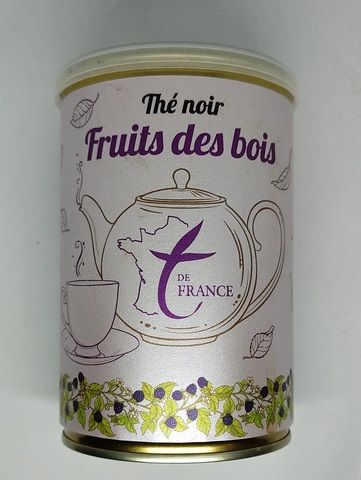 Thé noir
Fruits des bois
t
DE
FRANCE